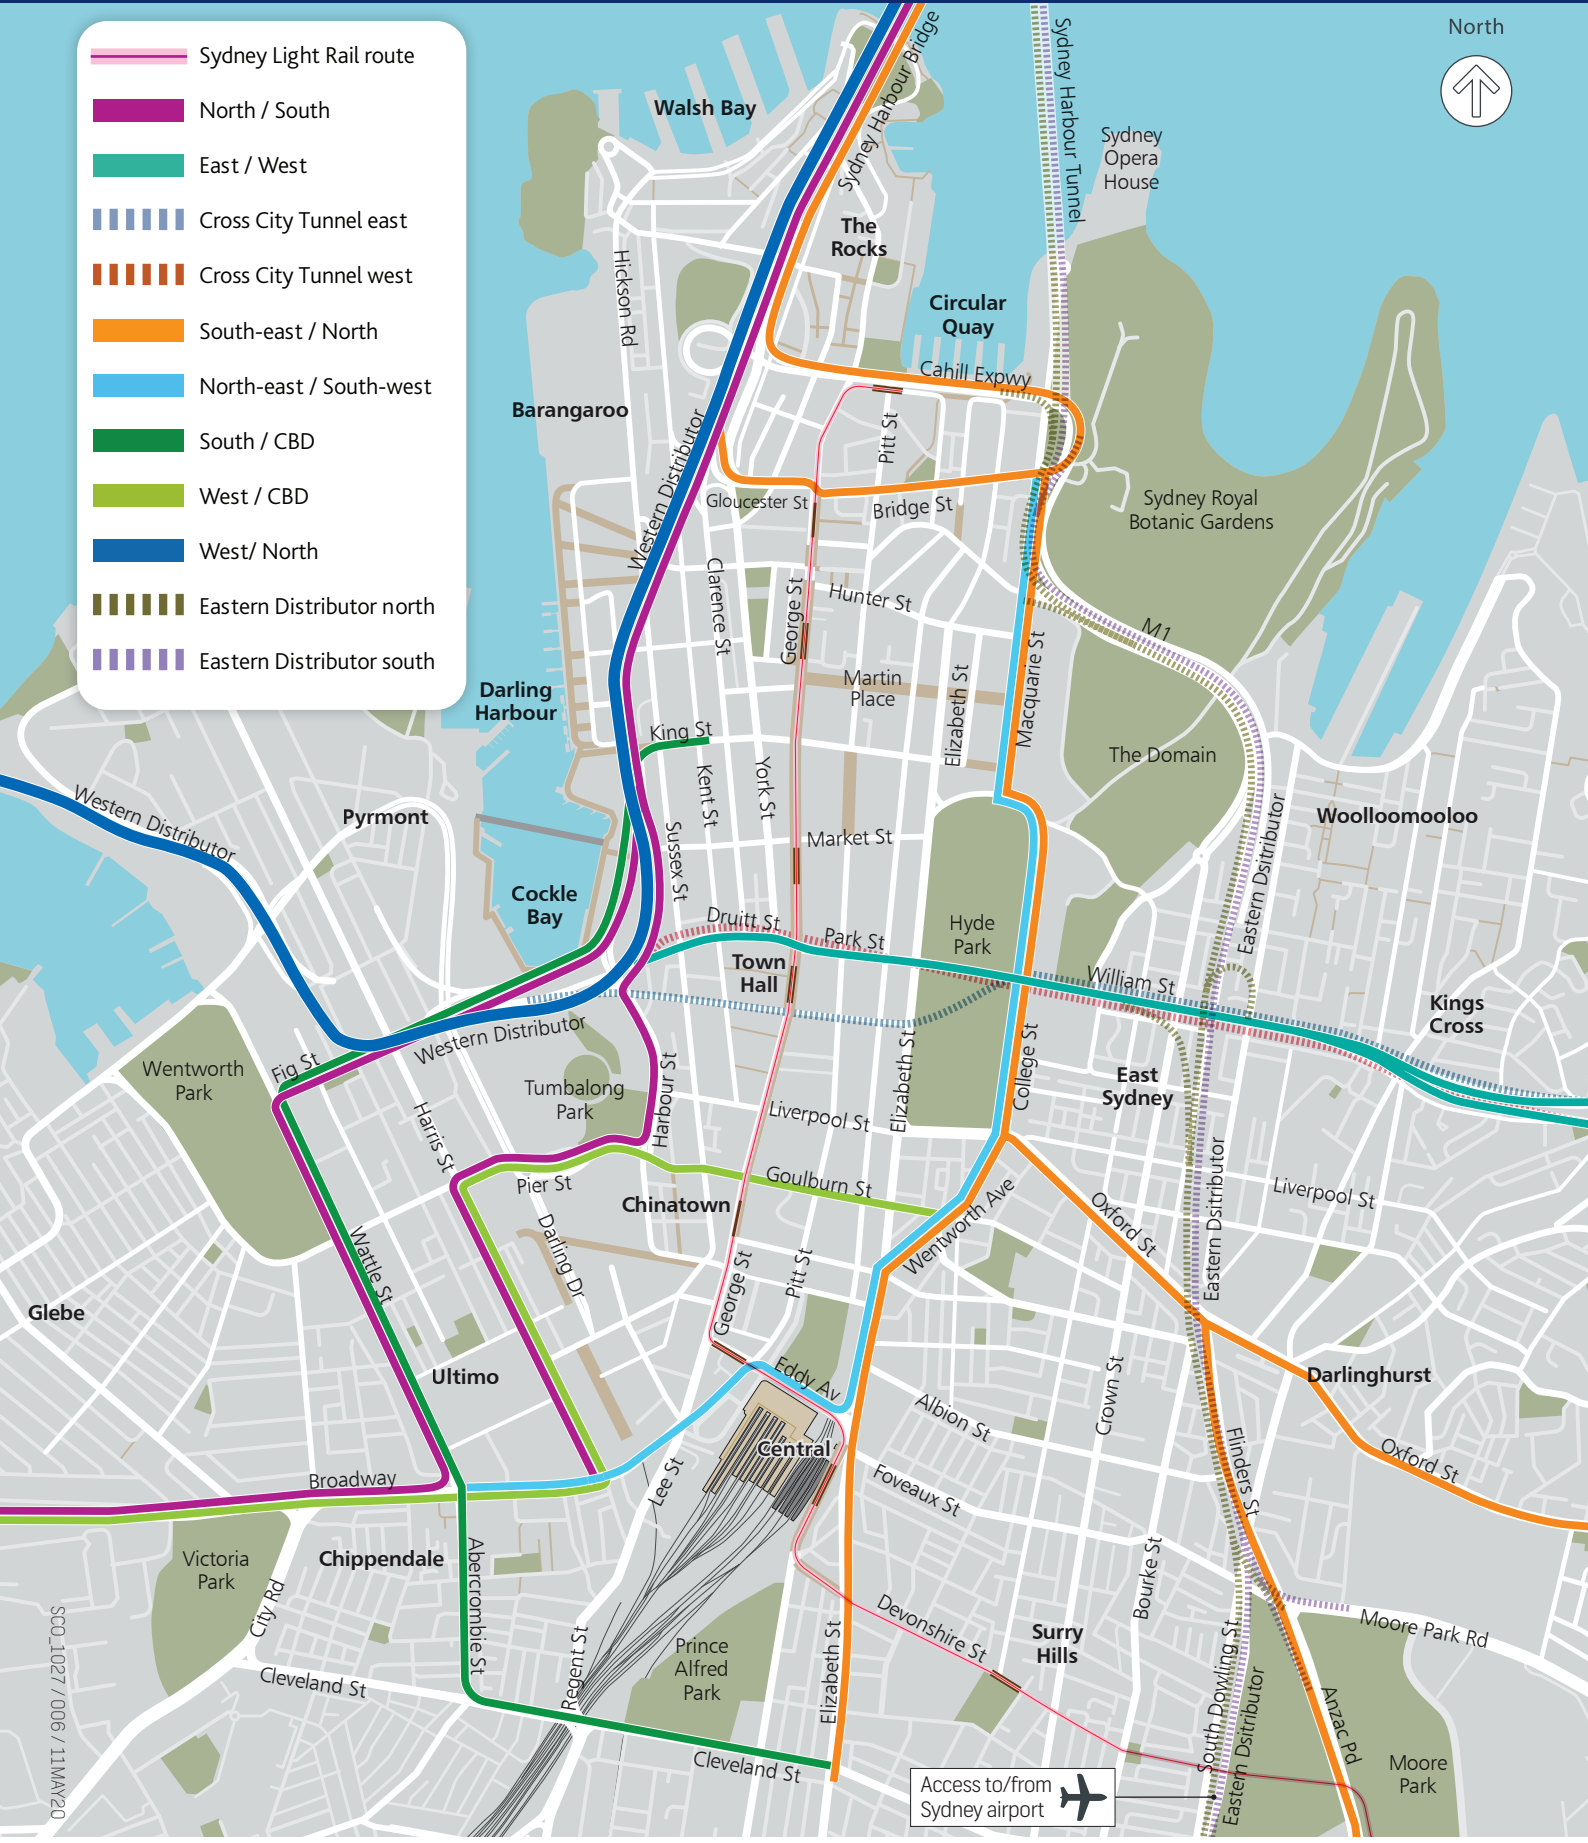 Sydney Light Rail route
North / South
East / West
Cross City Tunnel east
Cross City Tunnel west
South-east / North
North-east / South-west
South / CBD
West / CBD
West/ North
Eastern Distributor north
Eastern Distributor south
North
Walsh Bay
Sydney Harbour Bridge
Sydney Harbour Tunnel
Sydney
Opera
House
The
Rocks
Hickson Rd
Circular
Quay
Cahill Expwy
Barangaroo
Western Distributor
Pitt St
Gloucester St
Bridge St
Sydney Royal
Botanic Gardens
Clarence St
George St
Hunter St
M1
Macquarie St
Martin
Place
Elizabeth St
Darling
Harbour
King St
The Domain
Kent St
York St
Western Distributor
Pyrmont
Sussex St
Market St
Woolloomooloo
Eastern Dsitributor
Cockle
Bay
Druitt St
Park St
Hyde
Park
Town
Hall
William St
Kings
Cross
Western Distributor
Fig St
Wentworth
Park
Tumbalong
Park
Harbour St
Elizabeth St
College St
East
Sydney
Harris St
Liverpool St
Pier St
Goulburn St
Chinatown
Wentworth Ave
Oxford St
Eastern Dsitributor
Liverpool St
Wattle St
Darling Dr
George St
Pitt St
Glebe
Ultimo
Eddy Av
Crown St
Darlinghurst
Albion St
Central
Flinders St
Oxford St
Broadway
Lee St
Foveaux St
Victoria
Park
Chippendale
Abercrombie St
City Rd
Bourke St
Devonshire St
Surry
Hills
Moore Park Rd
Cleveland St
Regent St
Prince
Alfred
Park
Elizabeth St
South Dowling St
Eastern Dsitributor
Anzac Pd
Cleveland St
Moore
Park
Access to/from
Sydney airport
SCO_1027 / 006 / 11MAY20